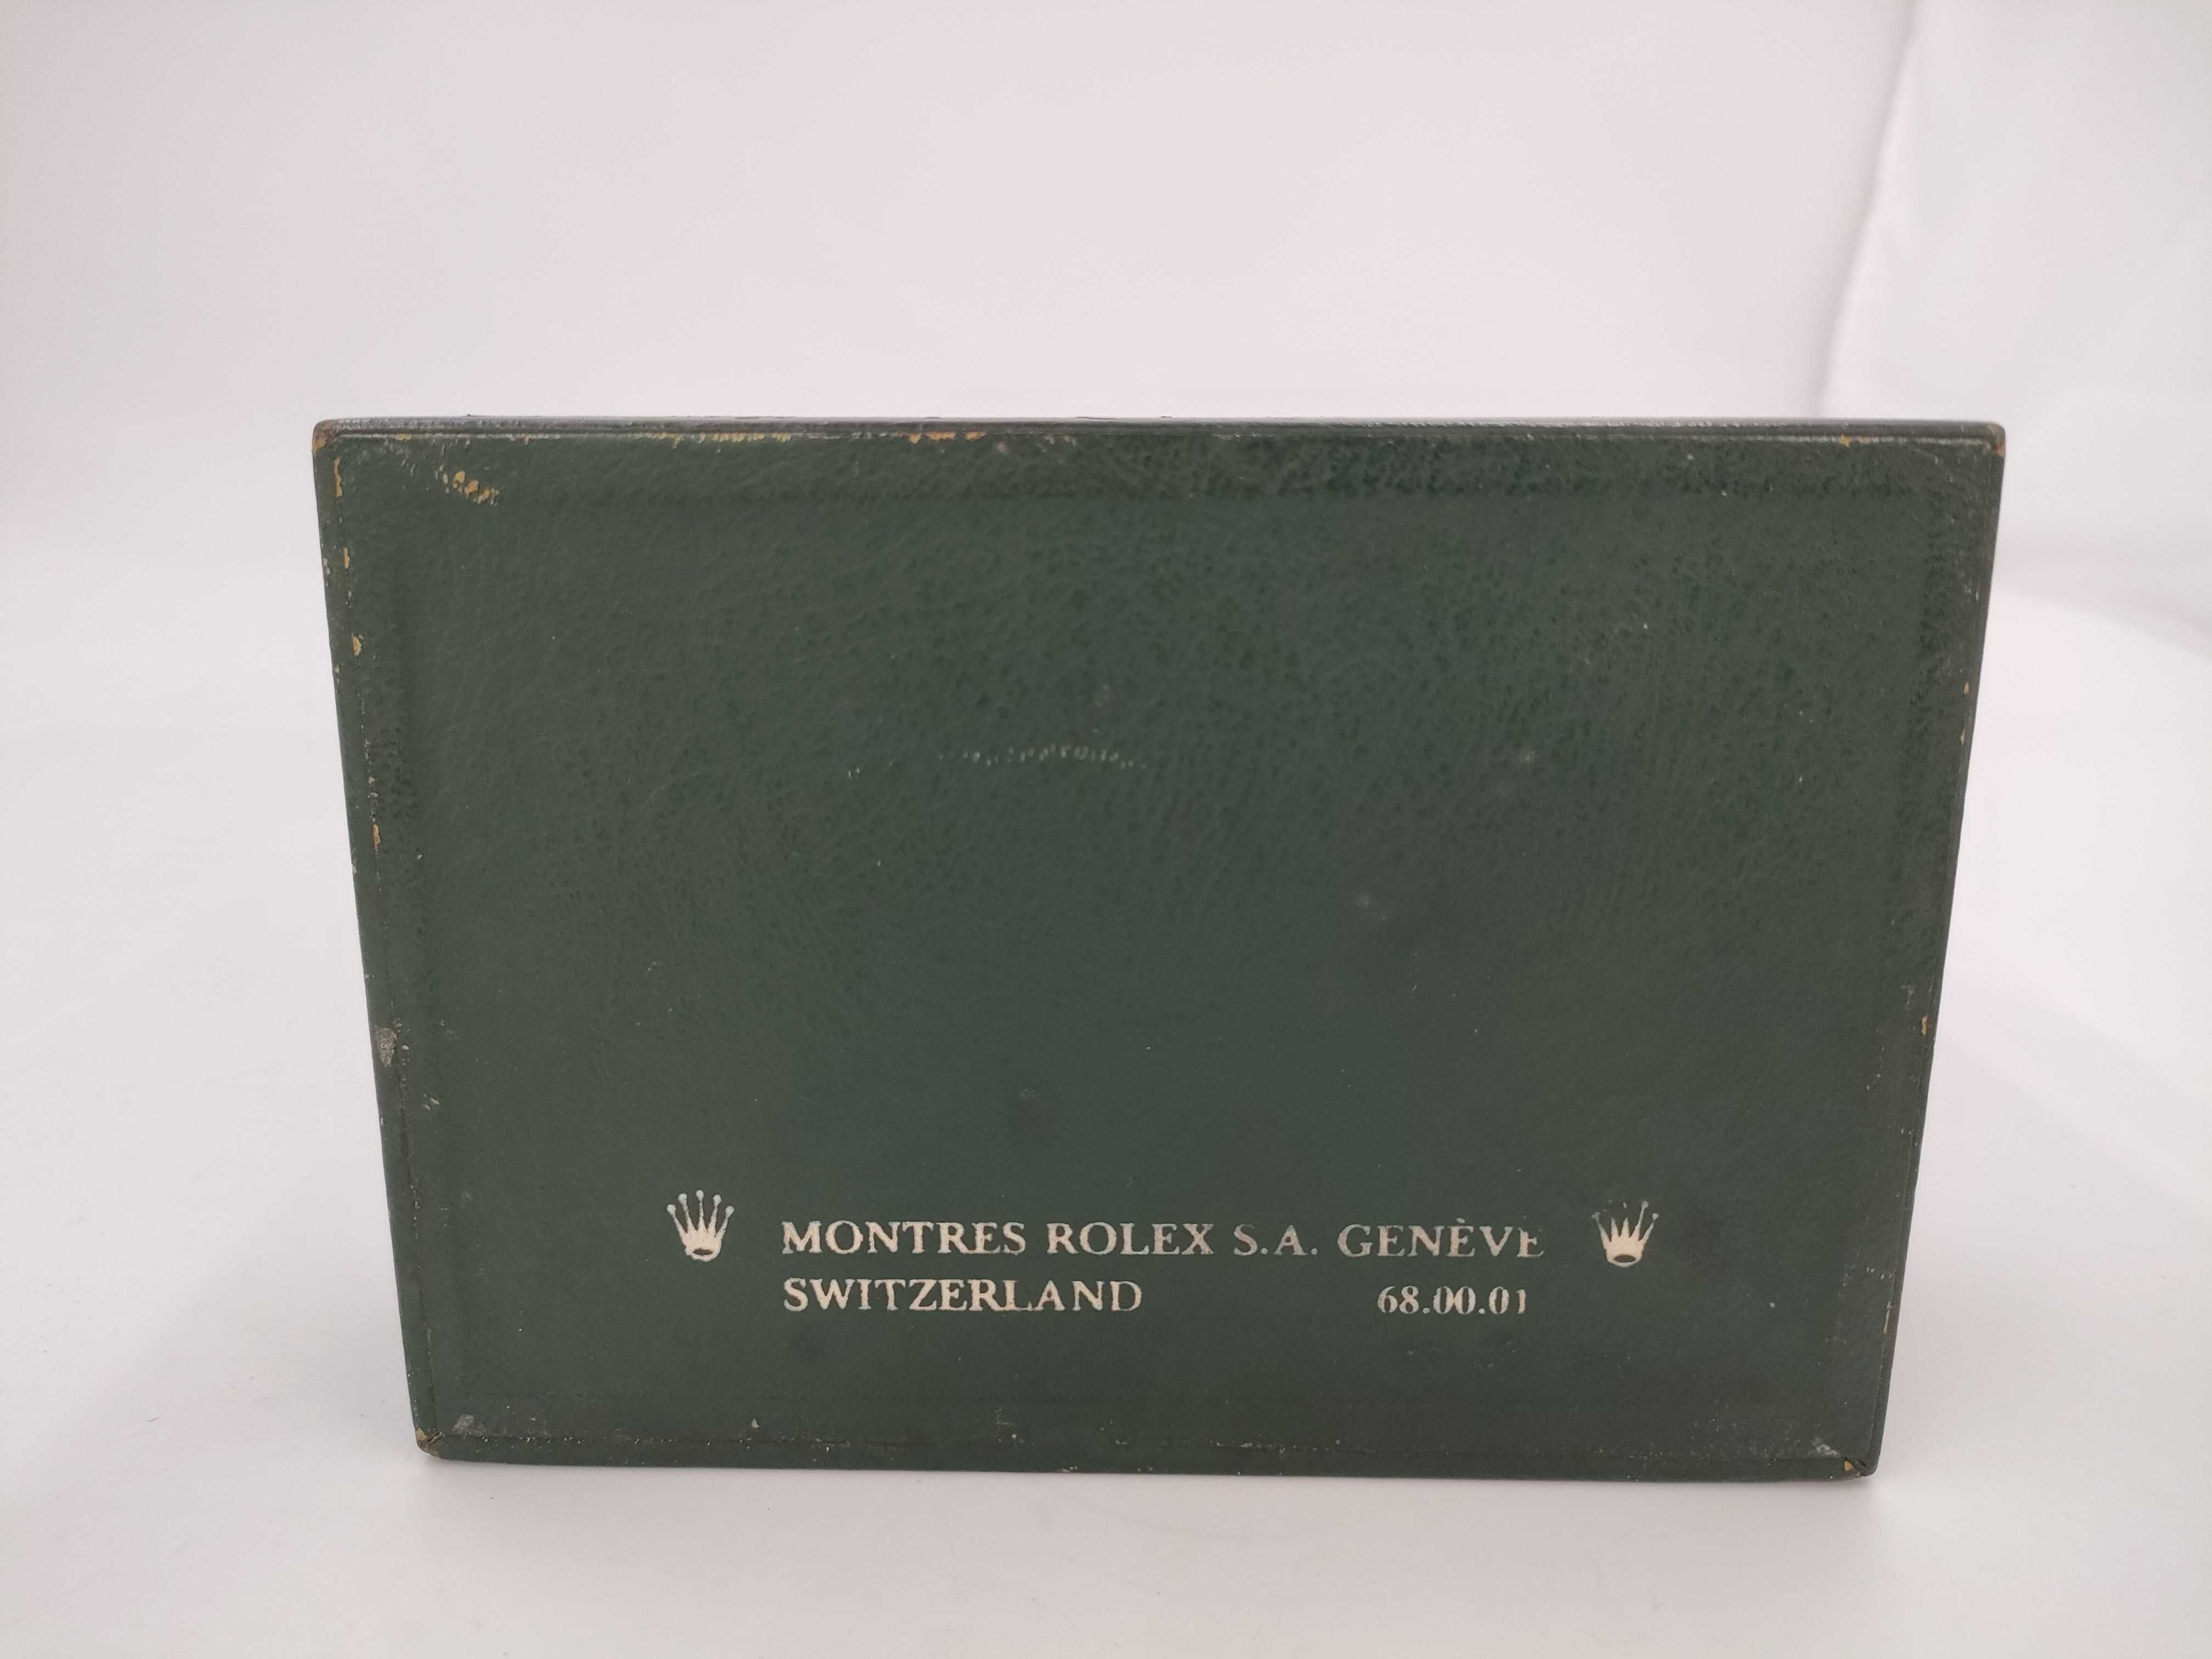 MONTRES ROLEX S.A. GENÈVE
SWITZERLAND 68.00.01